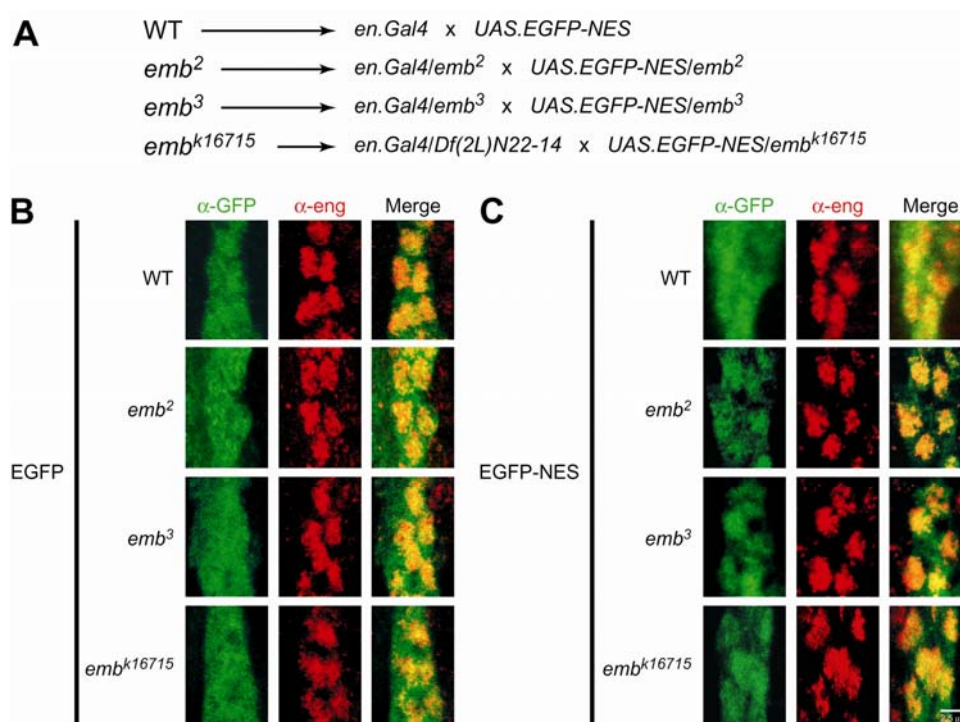 A
WT → en.Gal4 x UAS.EGFP-NES
emb² → en.Gal4/emb² x UAS.EGFP-NES/emb²
emb³ → en.Gal4/emb³ x UAS.EGFP-NES/emb³
embᵏ¹⁶⁷¹⁵ → en.Gal4/Df(2L)N22-14 x UAS.EGFP-NES/embᵏ¹⁶⁷¹⁵
B
α-GFP α-eng Merge
WT
emb²
EGFP
emb³
embᵏ¹⁶⁷¹⁵
C
α-GFP α-eng Merge
WT
emb²
EGFP-NES
emb³
embᵏ¹⁶⁷¹⁵